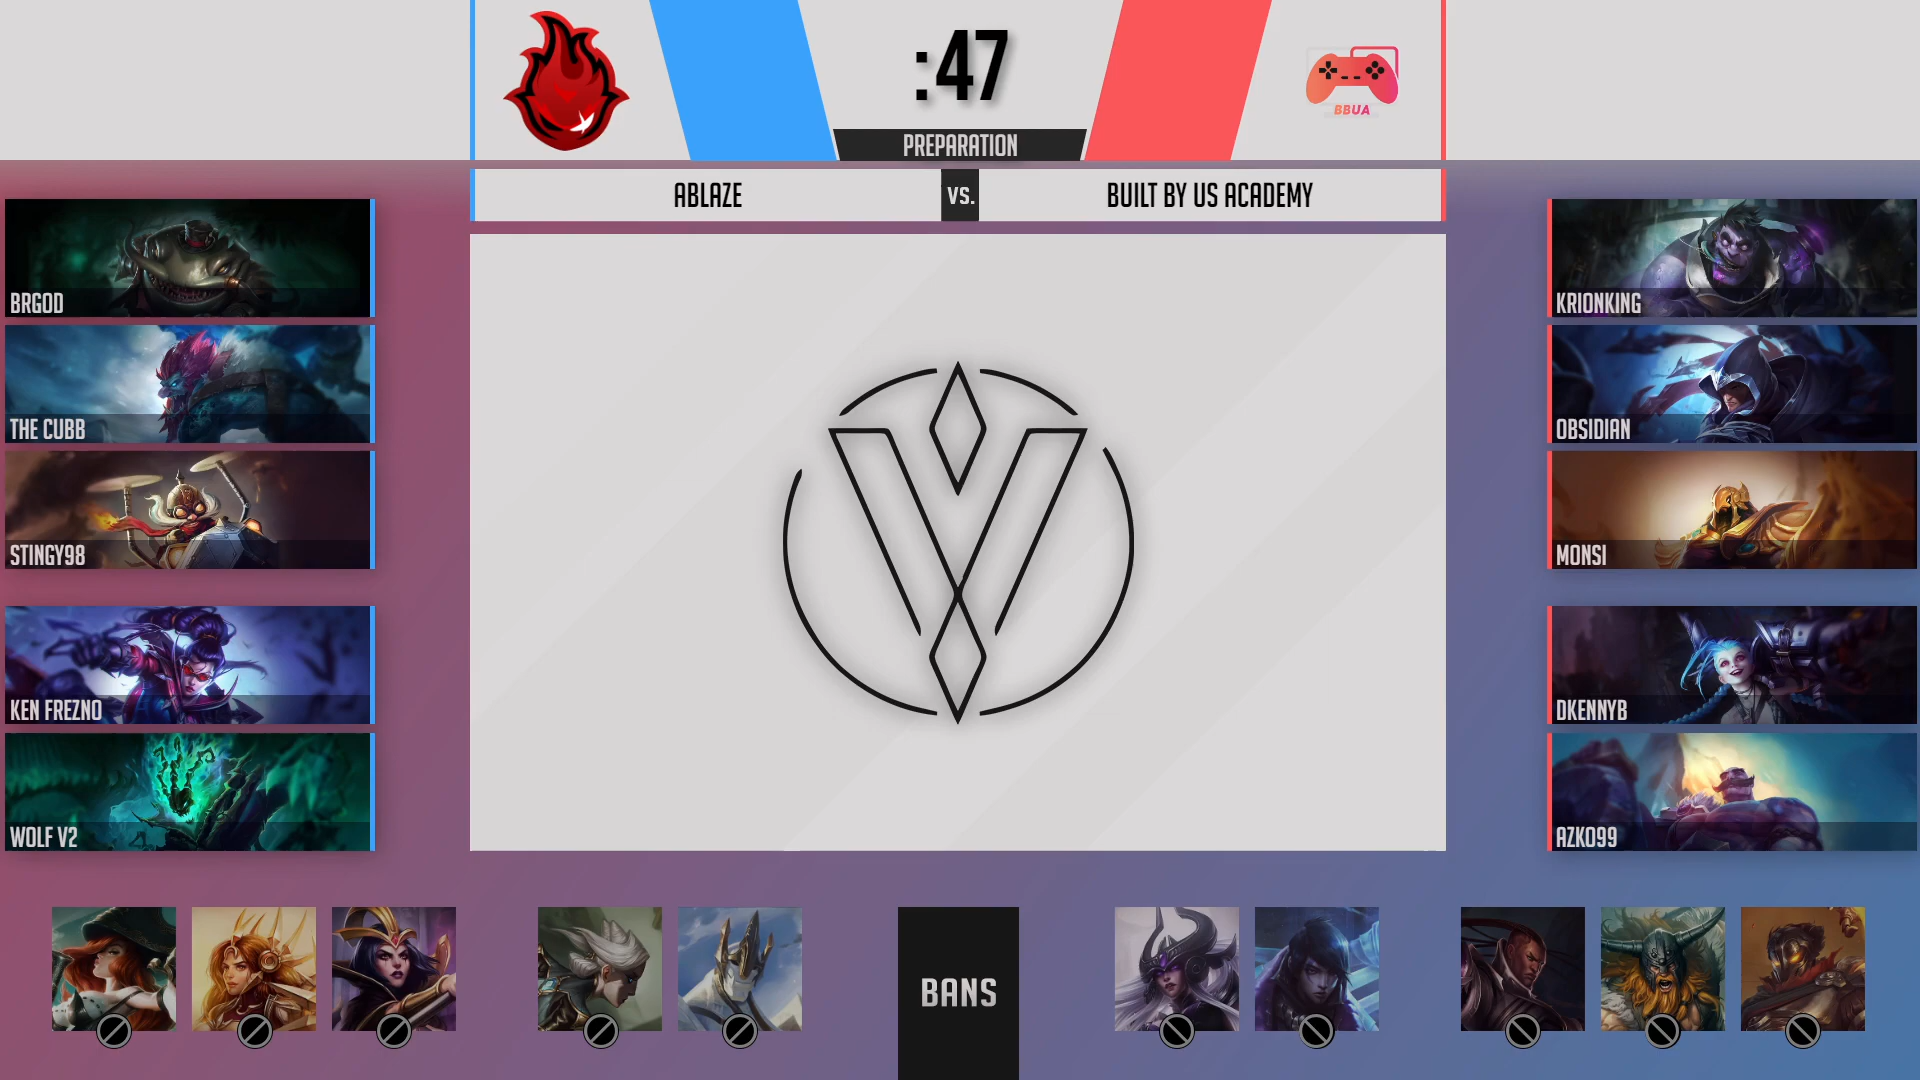 :47
BBUA
PREPARATION
ABLAZE
VS.
BUILT BY US ACADEMY
BRGOD
THE CUBB
STINGY98
KEN FREZNO
WOLF V2
KRIONKING
OBSIDIAN
MONSI
DKENNYB
AZKO99
BANS